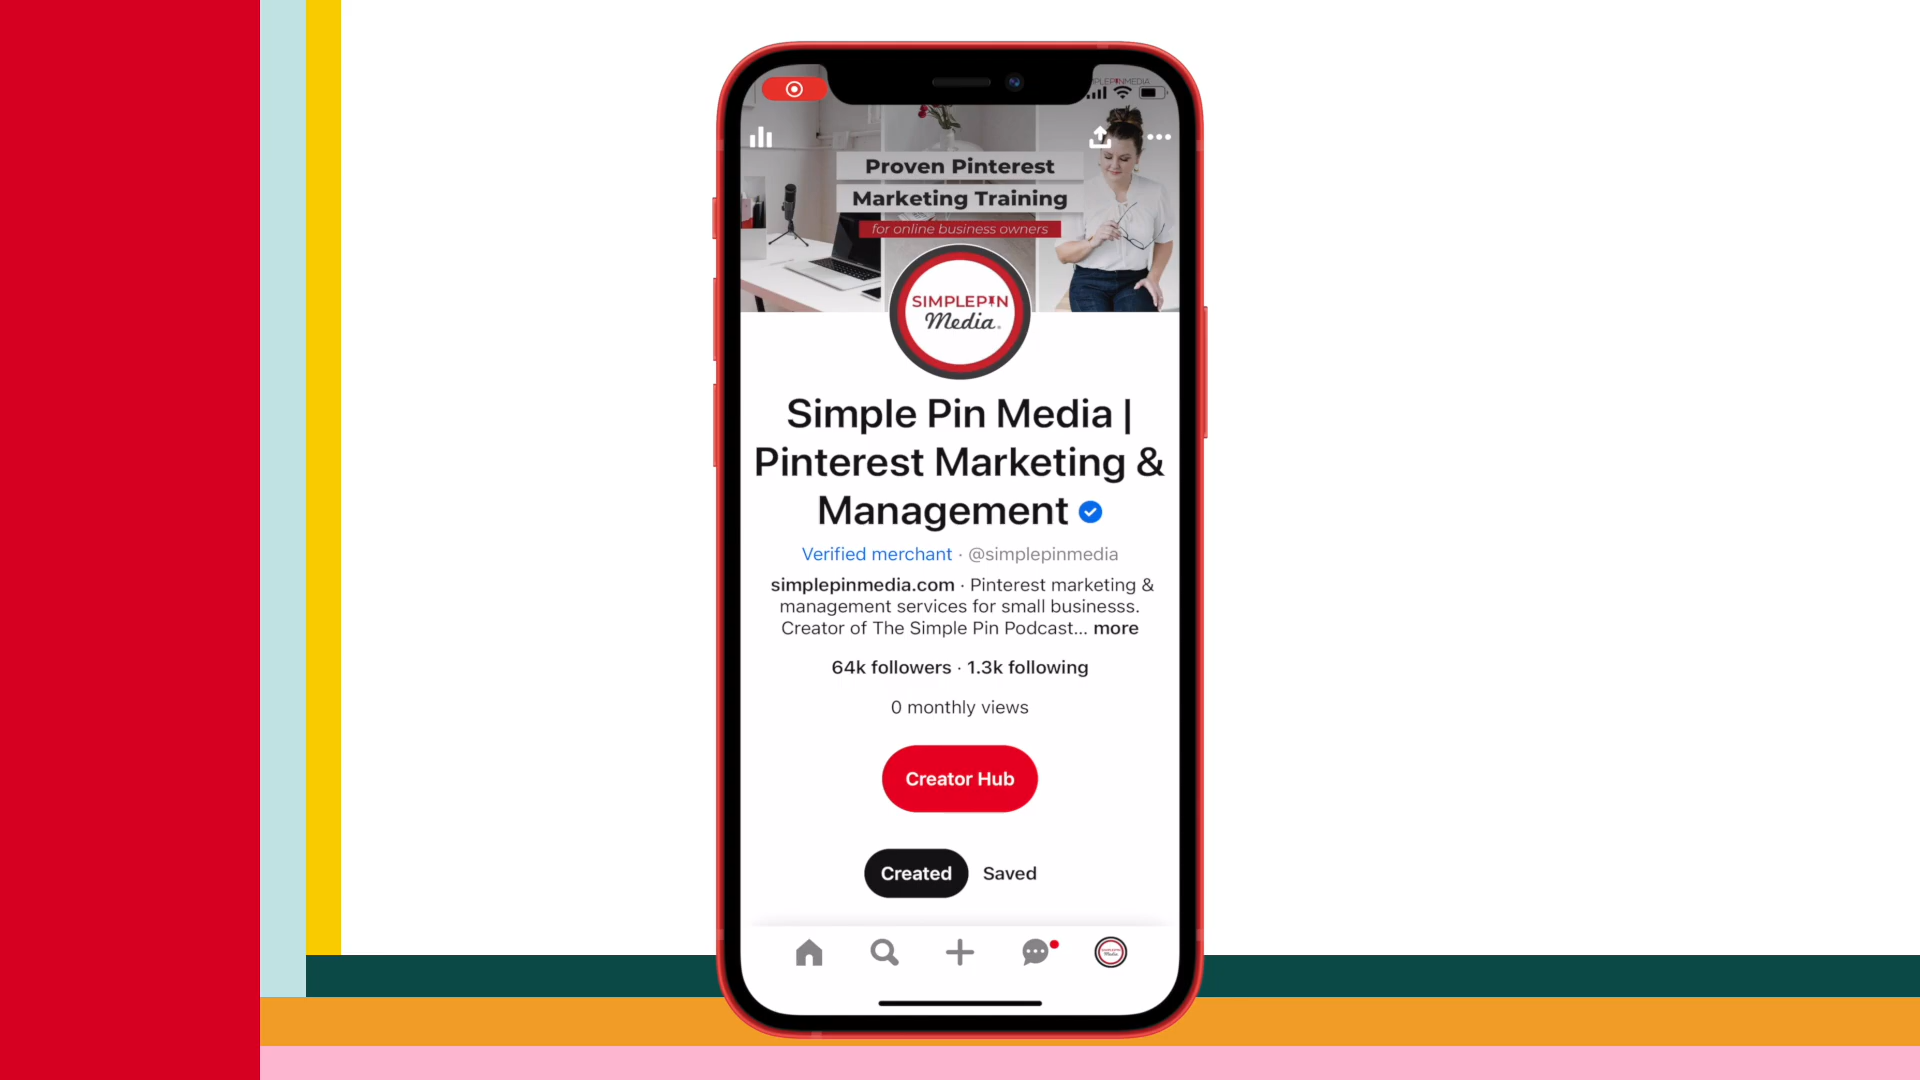 PLEPINMEDIA
Proven Pinterest
Marketing Training
for online business owners
SIMPLEPIN
Media
Simple Pin Media |
Pinterest Marketing &
Management
Verified merchant · @simplepinmedia
simplepinmedia.com · Pinterest marketing &
management services for small businesss.
Creator of The Simple Pin Podcast... more
64k followers · 1.3k following
0 monthly views
Creator Hub
Created Saved